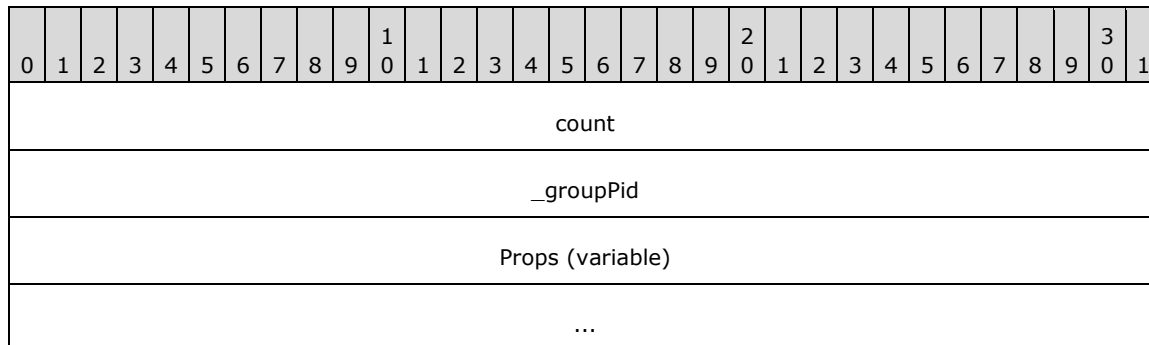 1 2 3
0 1 2 3 4 5 6 7 8 9 0 1 2 3 4 5 6 7 8 9 0 1 2 3 4 5 6 7 8 9 0 1
count
_groupPid
Props (variable)
...